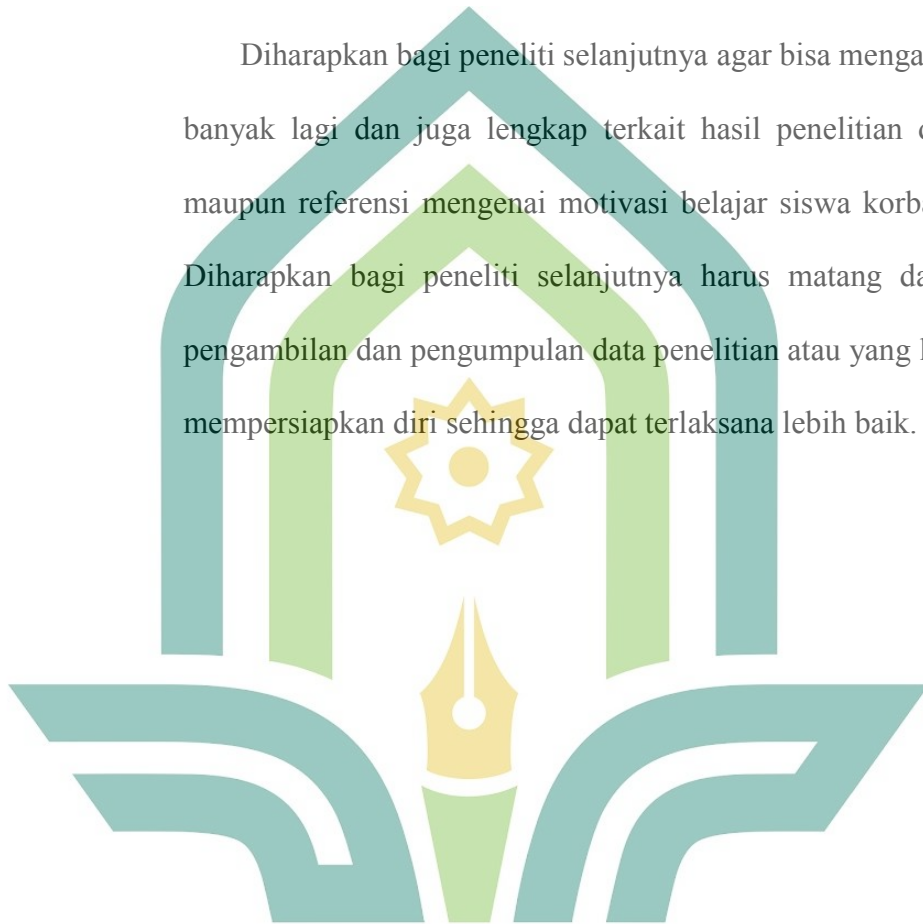 Diharapkan bagi peneliti selanjutnya agar bisa menga
banyak lagi dan juga lengkap terkait hasil penelitian
maupun referensi mengenai motivasi belajar siswa
Diharapkan bagi peneliti selanjutnya harus matang
pengambilan dan pengumpulan data penelitian atau yang
mempersiapkan diri sehingga dapat terlaksana lebih baik.